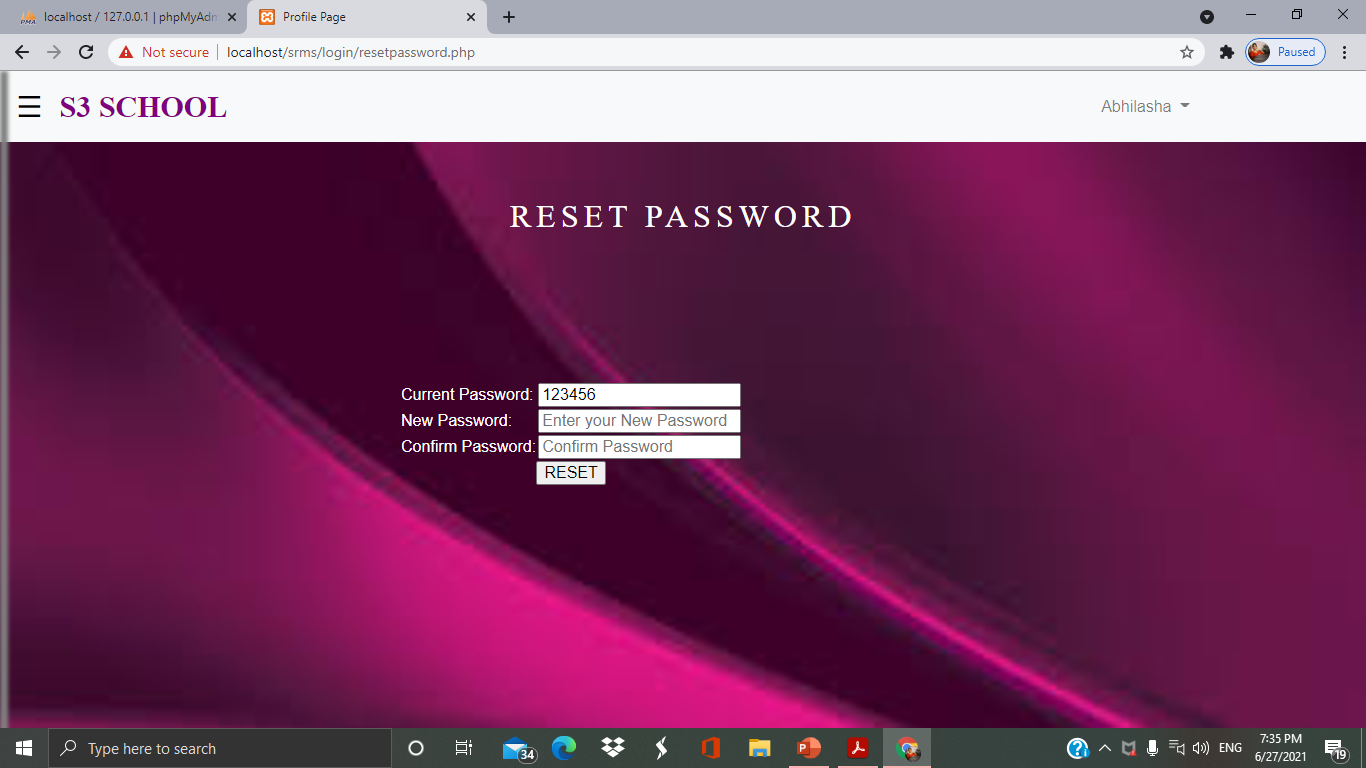 localhost / 127.0.0.1 | phpMyAdm
Profile Page
Not secure
localhost/srms/login/resetpassword.php
Paused
☰ S3 SCHOOL
Abhilasha
RESET PASSWORD
Current Password: 123456
New Password: Enter your New Password
Confirm Password: Confirm Password
RESET
Type here to search
34
ENG
7:35 PM
6/27/2021
19